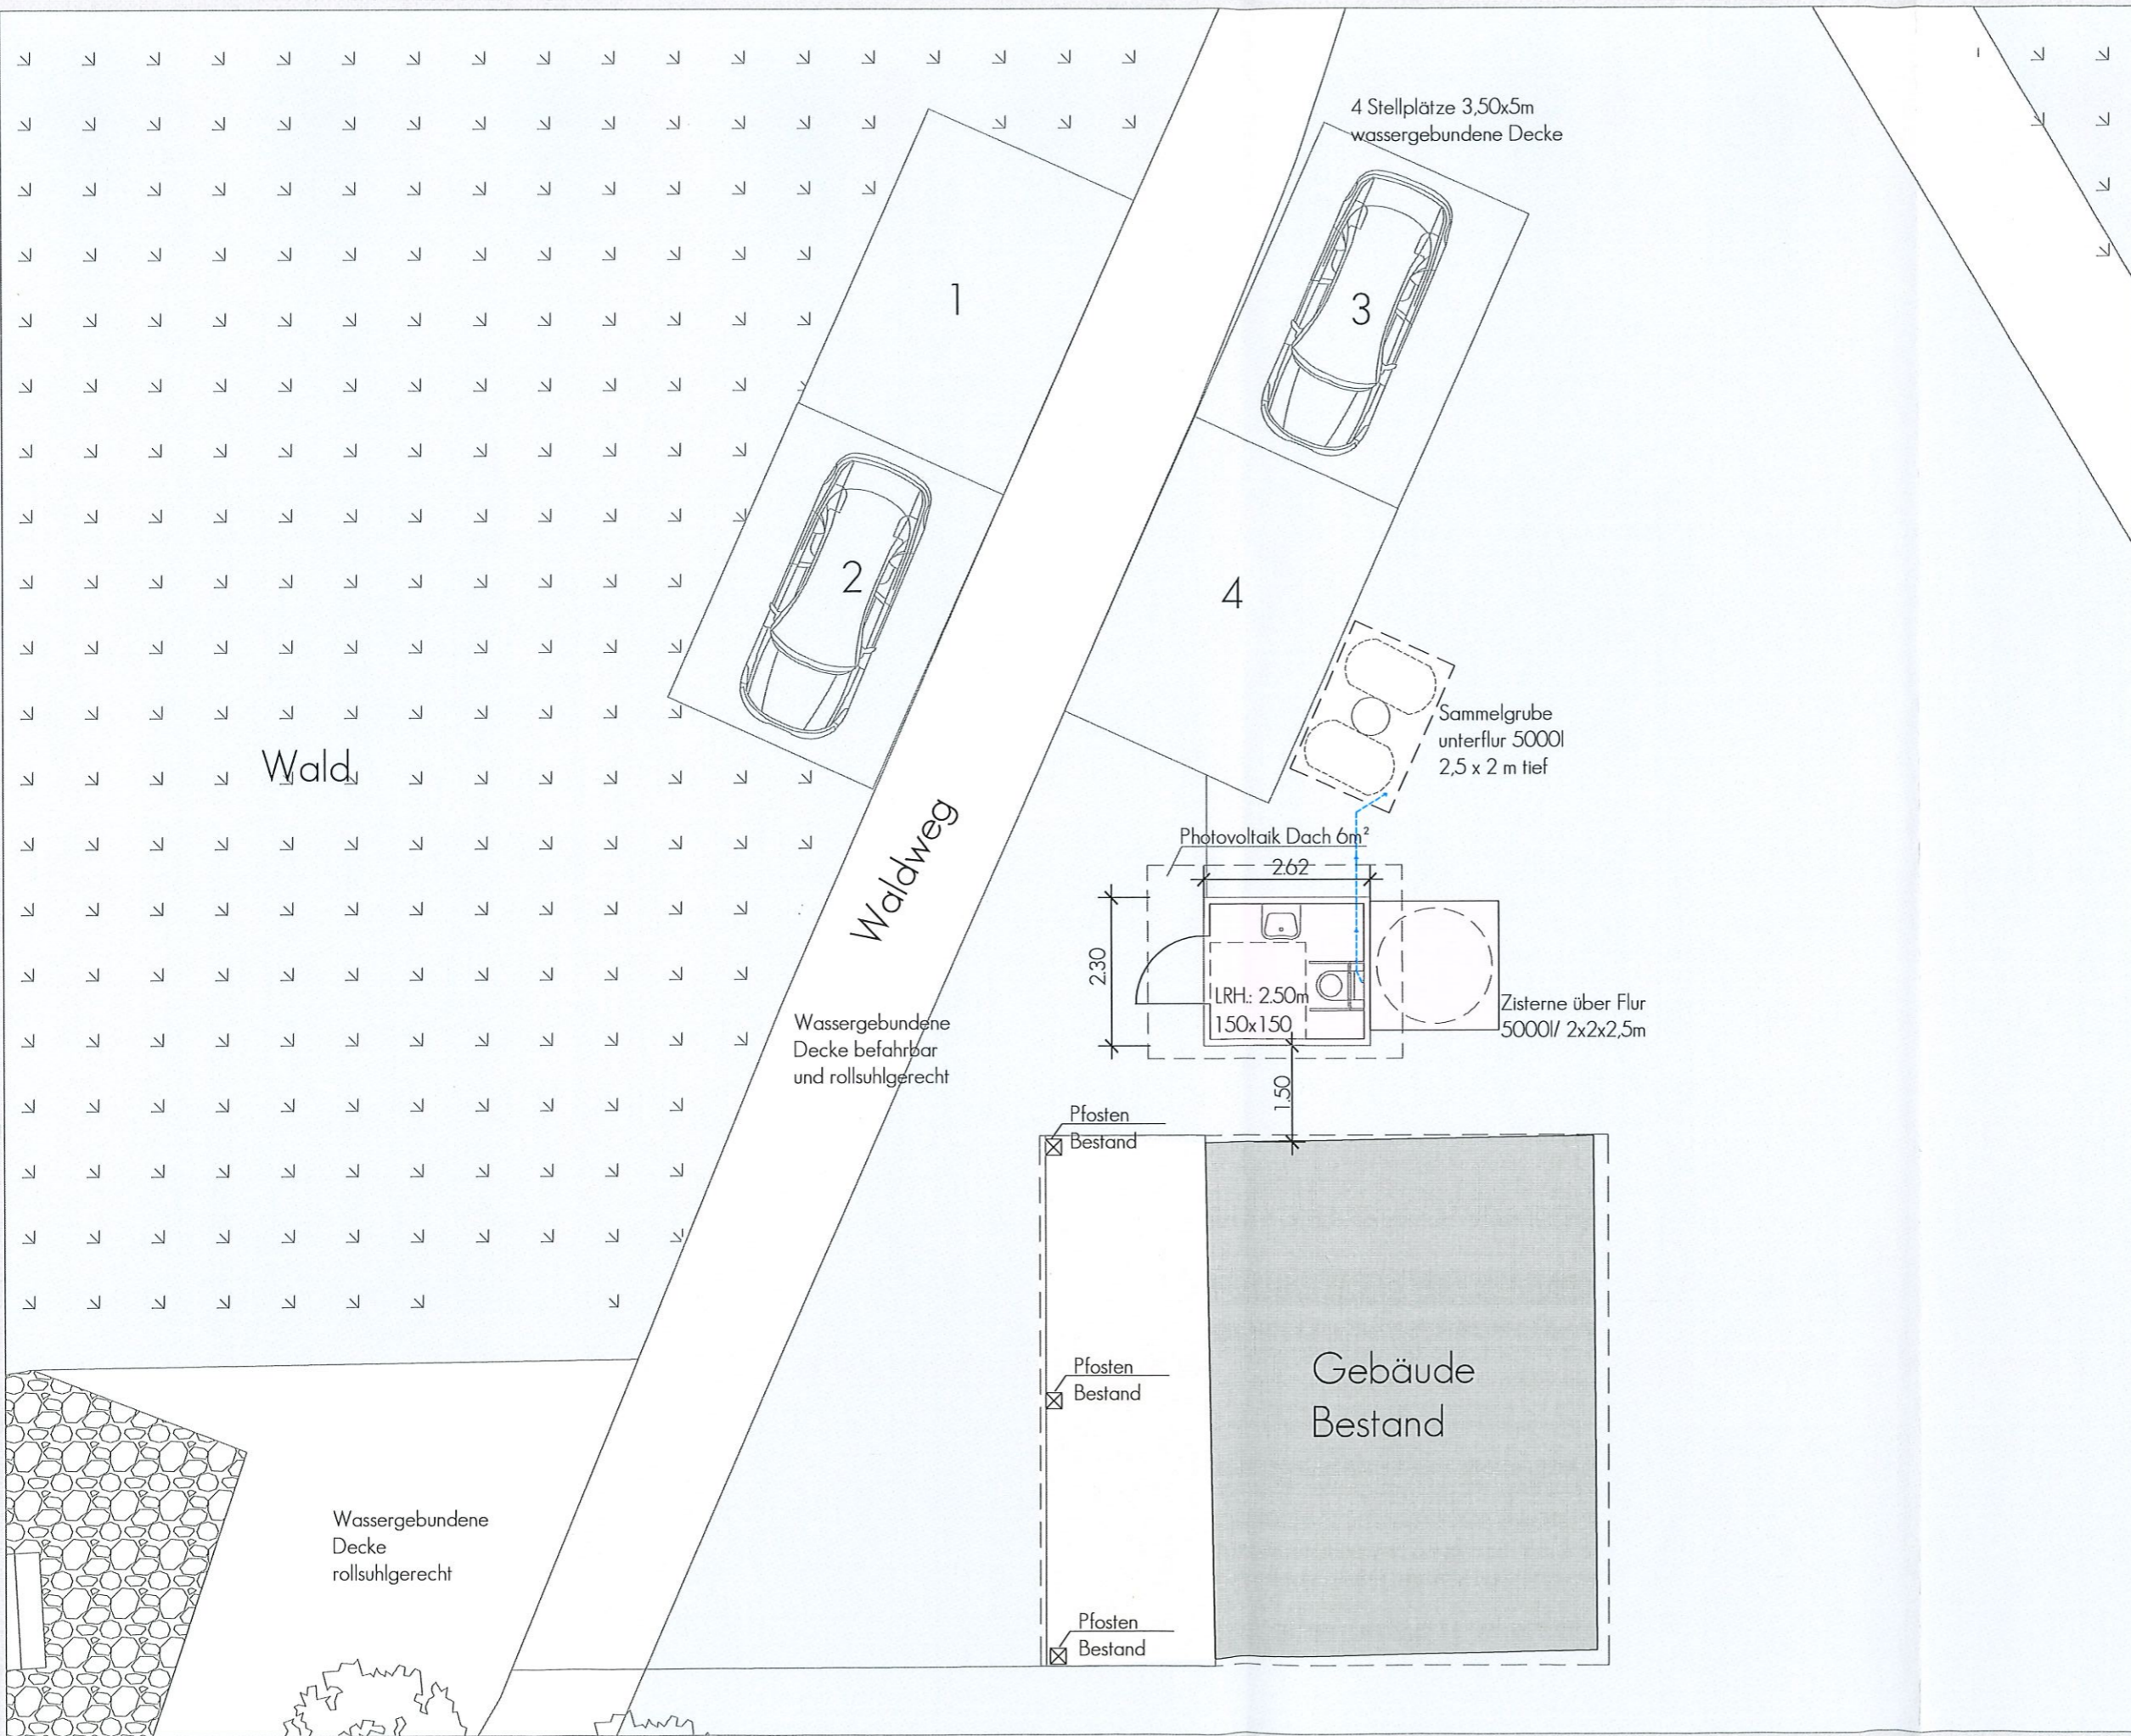 4 Stellplätze 3,50x5m
wassergebundene Decke
1
3
2
4
Sammelgrube
unterflur 5000l
2,5 x 2 m tief
Wald
Waldweg
Photovoltaik Dach 6m²
2.62
2.30
LRH.: 2.50m
150x150
Zisterne über Flur
5000l/ 2x2x2,5m
Wassergebundene
Decke befahrbar
und rollsuhlgerecht
1.50
Pfosten
Bestand
Pfosten
Bestand
Gebäude
Bestand
Wassergebundene
Decke
rollsuhlgerecht
Pfosten
Bestand